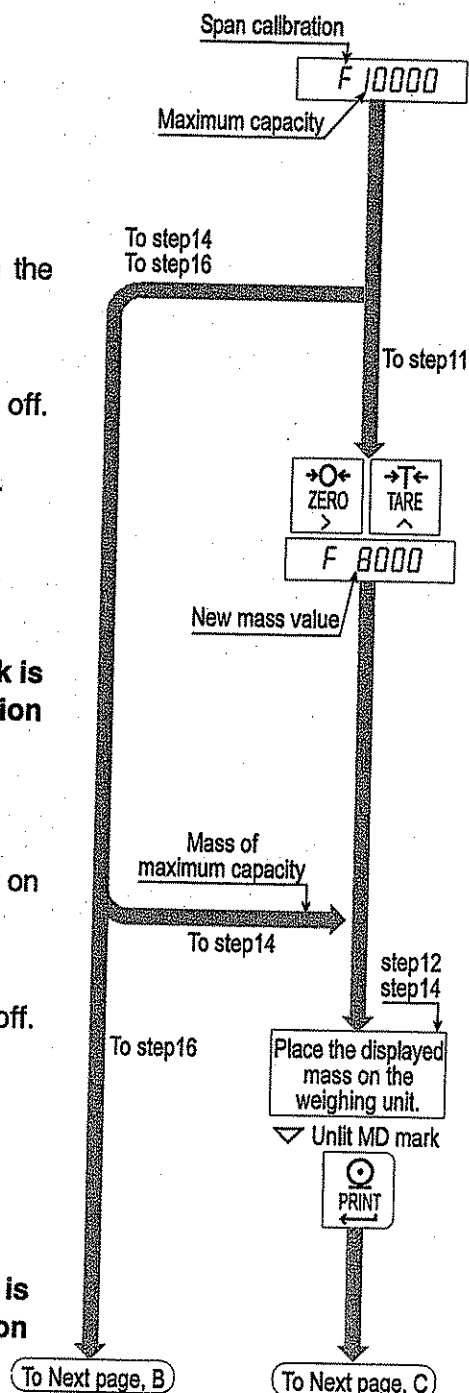 Span calibration
F 10000
Maximum capacity
To step14
To step16
the
To step11
off.
→O←
ZERO
>
→T←
TARE
^
F 8000
New mass value
k is
ion
Mass of
maximum capacity
on
To step14
step12
step14
off.
To step16
Place the displayed
mass on the
weighing unit.
▽ Unlit MD mark
PRINT
is
on
To Next page, B
To Next page, C